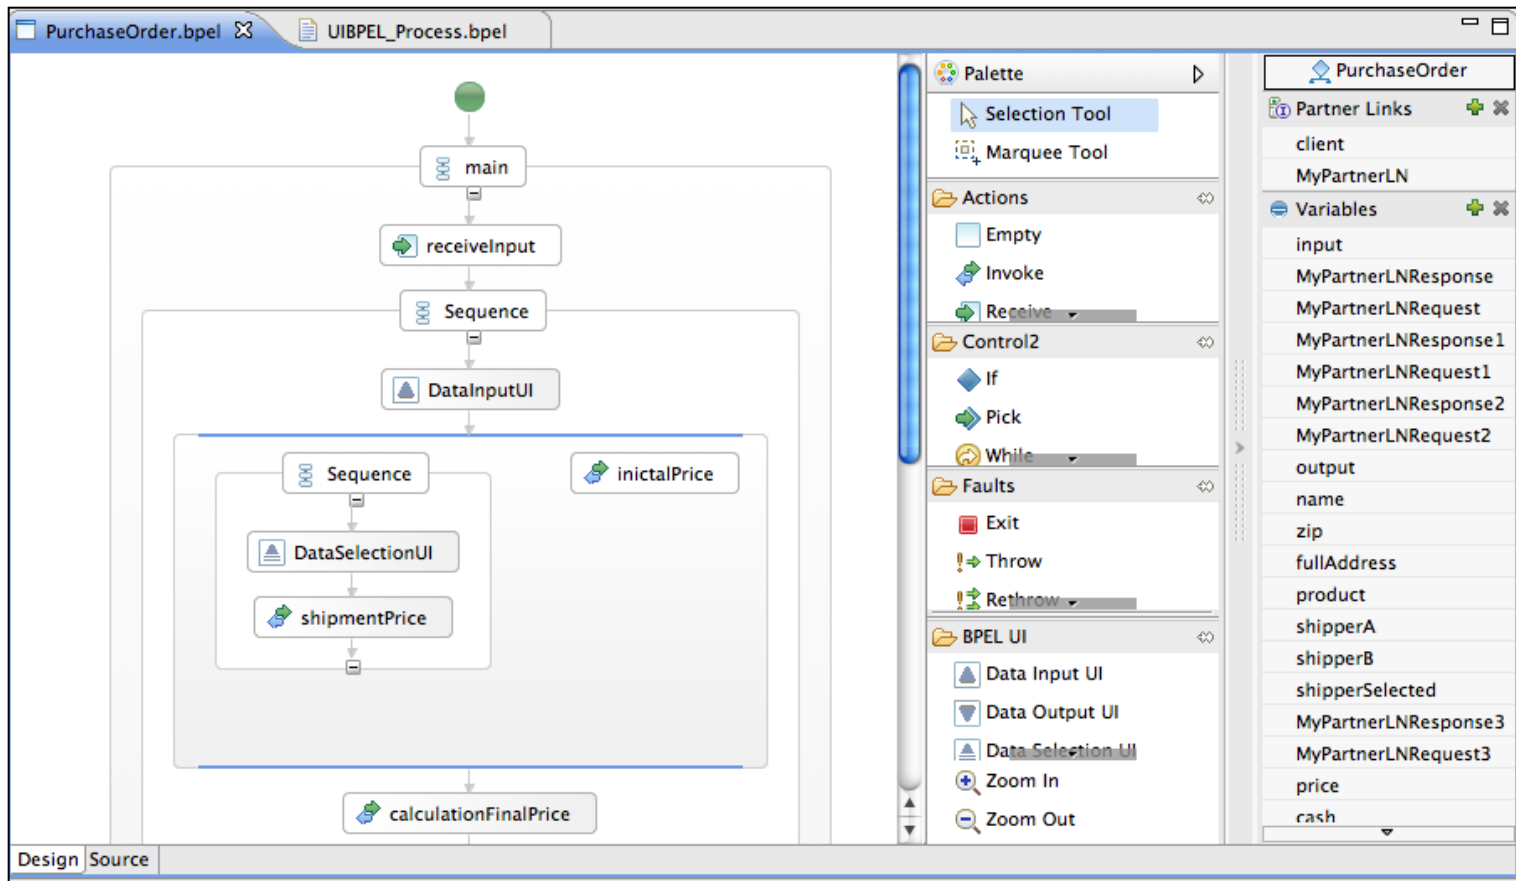 PurchaseOrder.bpel
UIBPEL_Process.bpel
main
receiveInput
Sequence
DataInputUI
Sequence
inictalPrice
DataSelectionUI
shipmentPrice
calculationFinalPrice
Design
Source
Palette
Selection Tool
Marquee Tool
Actions
Empty
Invoke
Receive
Control2
If
Pick
While
Faults
Exit
Throw
Rethrow
BPEL UI
Data Input UI
Data Output UI
Data Selection UI
Zoom In
Zoom Out
PurchaseOrder
Partner Links
client
MyPartnerLN
Variables
input
MyPartnerLNResponse
MyPartnerLNRequest
MyPartnerLNResponse1
MyPartnerLNRequest1
MyPartnerLNResponse2
MyPartnerLNRequest2
output
name
zip
fullAddress
product
shipperA
shipperB
shipperSelected
MyPartnerLNResponse3
MyPartnerLNRequest3
price
cash